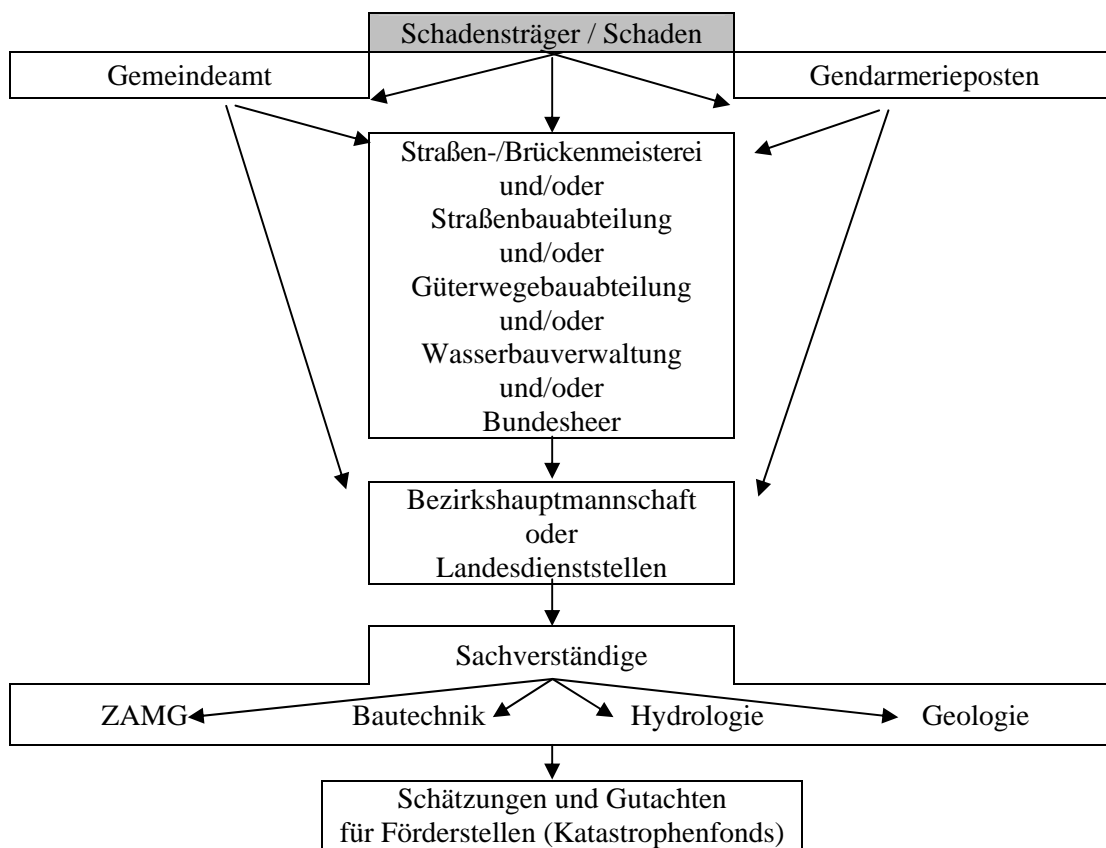 Schadensträger / Schaden
Gemeindeamt
Gendarmerieposten
Straßen-/Brückenmeisterei
und/oder
Straßenbauabteilung
und/oder
Güterwegebauabteilung
und/oder
Wasserbauverwaltung
und/oder
Bundesheer
Bezirkshauptmannschaft
oder
Landesdienststellen
Sachverständige
ZAMG
Bautechnik
Hydrologie
Geologie
Schätzungen und Gutachten
für Förderstellen (Katastrophenfonds)